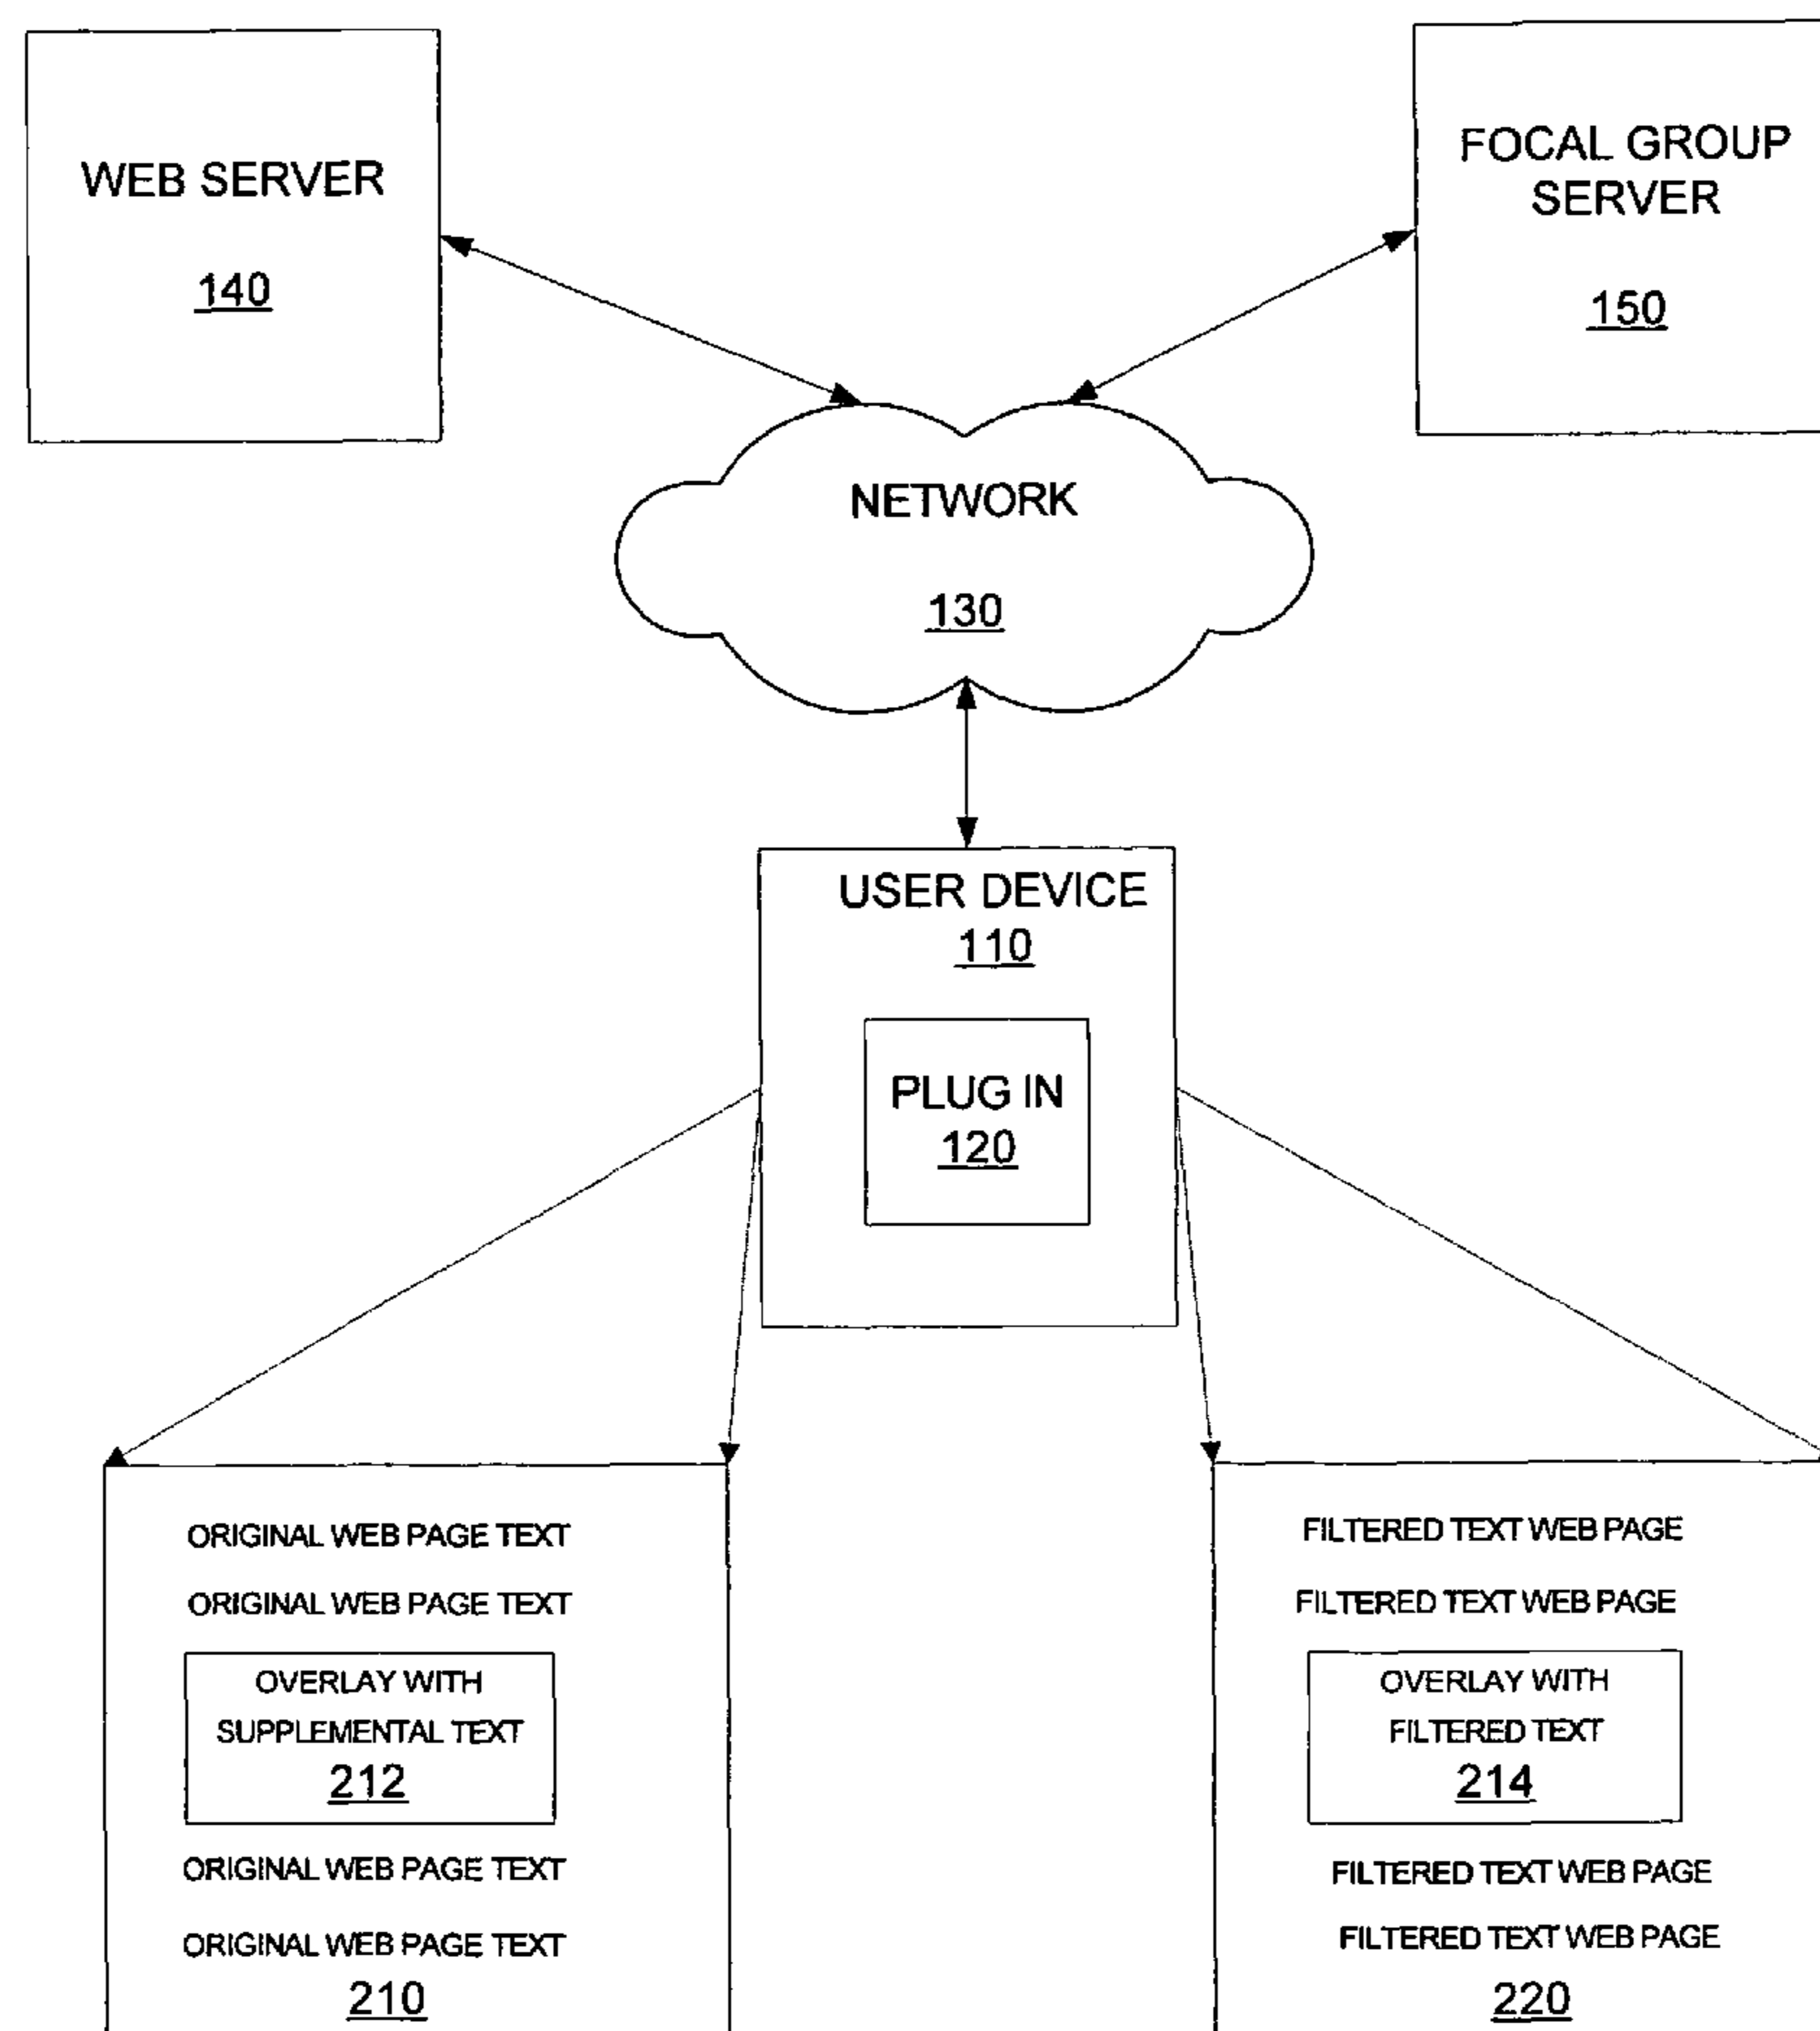 WEB SERVER
140
FOCAL GROUP
SERVER
150
NETWORK
130
USER DEVICE
110
PLUG IN
120
ORIGINAL WEB PAGE TEXT
ORIGINAL WEB PAGE TEXT
OVERLAY WITH
SUPPLEMENTAL TEXT
212
ORIGINAL WEB PAGE TEXT
ORIGINAL WEB PAGE TEXT
210
FILTERED TEXT WEB PAGE
FILTERED TEXT WEB PAGE
OVERLAY WITH
FILTERED TEXT
214
FILTERED TEXT WEB PAGE
FILTERED TEXT WEB PAGE
220